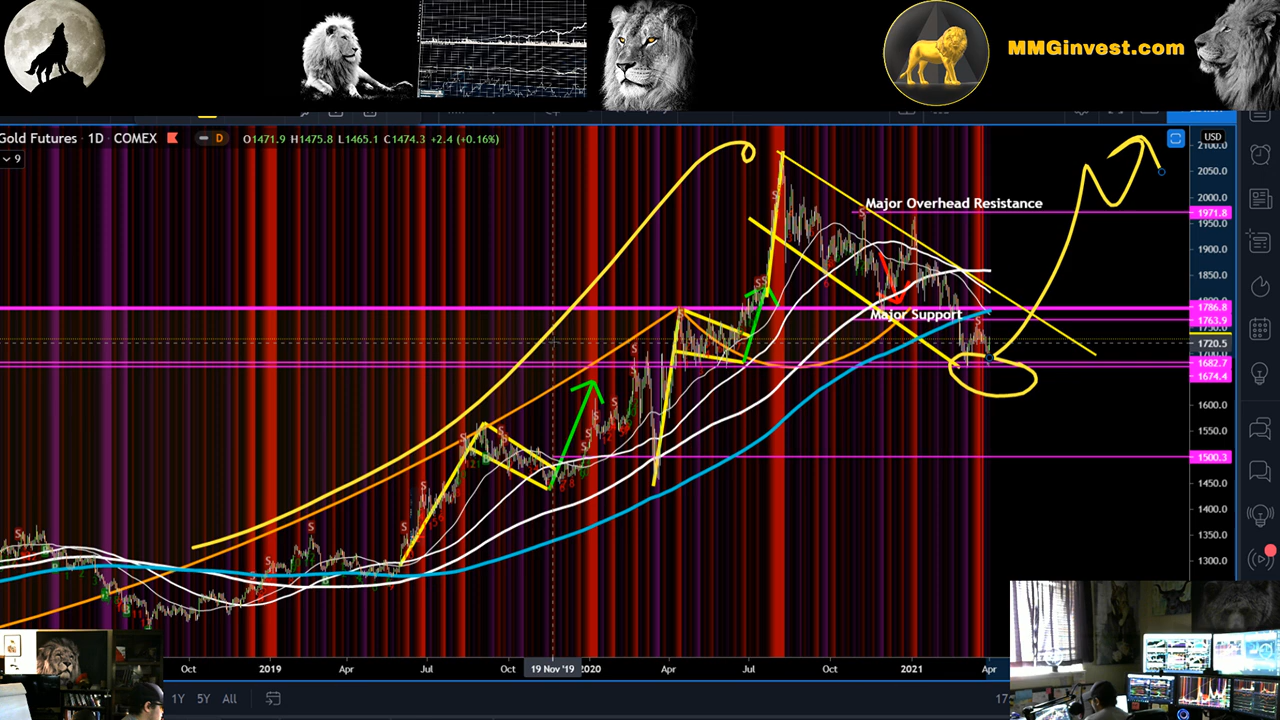 MMGinvest.com
Gold Futures · 1D · COMEX D O1471.9 H1475.8 L1465.1 C1474.3 +2.4 (+0.16%)
9
USD
2100.0
2050.0
2000.0
Major Overhead Resistance
1971.8
1950.0
1900.0
1850.0
1786.8
Major Support
1763.9
1720.5
1682.7
1674.4
1600.0
1550.0
1500.3
1450.0
1400.0
1350.0
1300.0
Oct 2019 Apr Jul Oct 19 Nov '19 2020 Apr Jul Oct 2021 Apr
1Y 5Y All